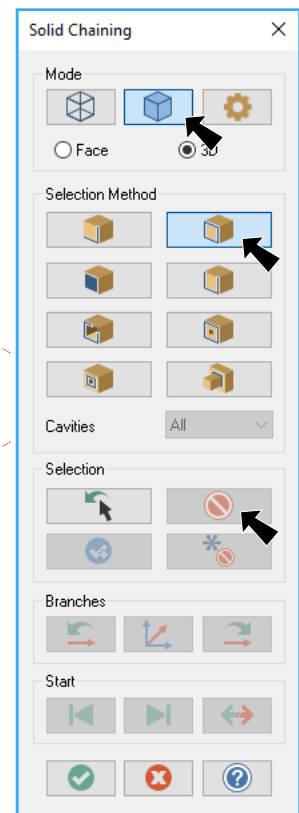 Solid Chaining
Mode
Face
3D
Selection Method
Cavities
All
Selection
Branches
Start